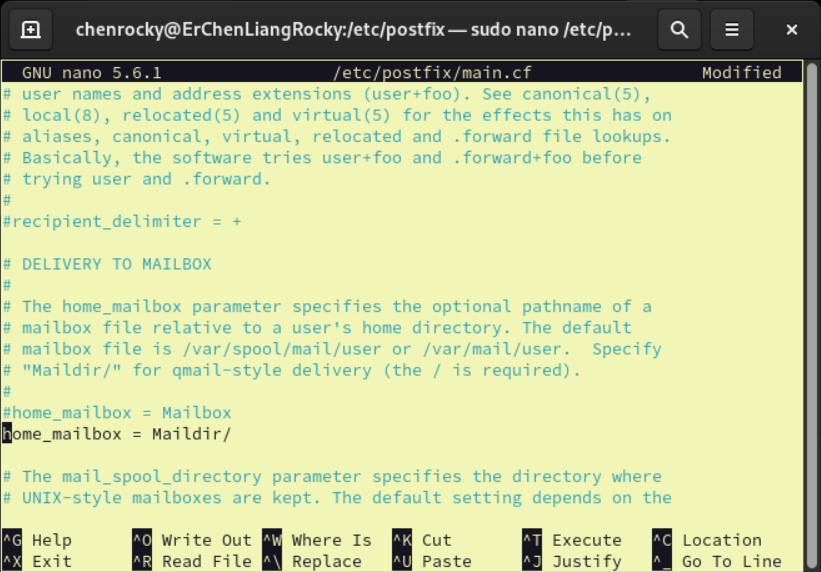 chenrocky@ErChenLiangRocky:/etc/postfix — sudo nano /etc/p...
GNU nano 5.6.1 /etc/postfix/main.cf Modified
# user names and address extensions (user+foo). See canonical(5),
# local(8), relocated(5) and virtual(5) for the effects this has on
# aliases, canonical, virtual, relocated and .forward file lookups.
# Basically, the software tries user+foo and .forward+foo before
# trying user and .forward.
#
#recipient_delimiter = +
# DELIVERY TO MAILBOX
#
# The home_mailbox parameter specifies the optional pathname of a
# mailbox file relative to a user's home directory. The default
# mailbox file is /var/spool/mail/user or /var/mail/user.  Specify
# "Maildir/" for qmail-style delivery (the / is required).
#
#home_mailbox = Mailbox
home_mailbox = Maildir/
# The mail_spool_directory parameter specifies the directory where
# UNIX-style mailboxes are kept. The default setting depends on the
^G Help ^O Write Out ^W Where Is ^K Cut ^T Execute ^C Location
^X Exit ^R Read File ^\ Replace ^U Paste ^J Justify ^_ Go To Line